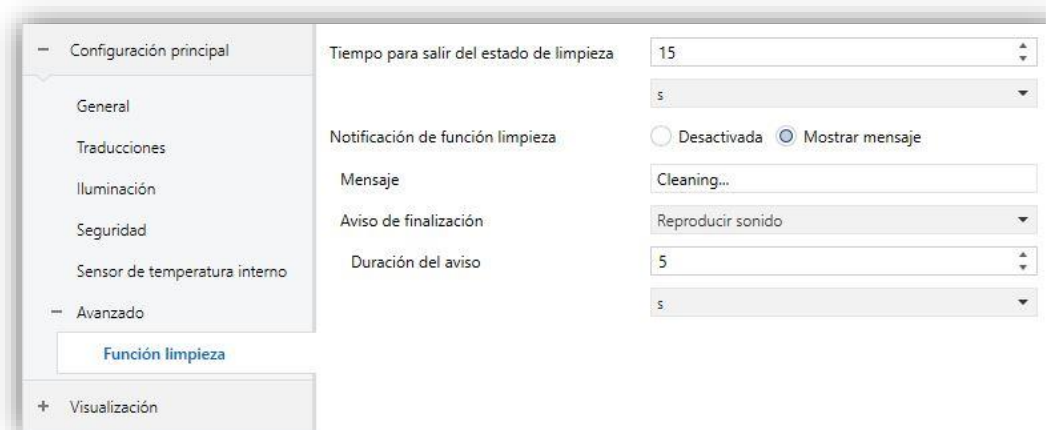 Configuración principal
General
Traducciones
Iluminación
Seguridad
Sensor de temperatura interno
Avanzado
Función limpieza
Visualización
Tiempo para salir del estado de limpieza
15
s
Notificación de función limpieza
Desactivada
Mostrar mensaje
Mensaje
Cleaning...
Aviso de finalización
Reproducir sonido
Duración del aviso
5
s